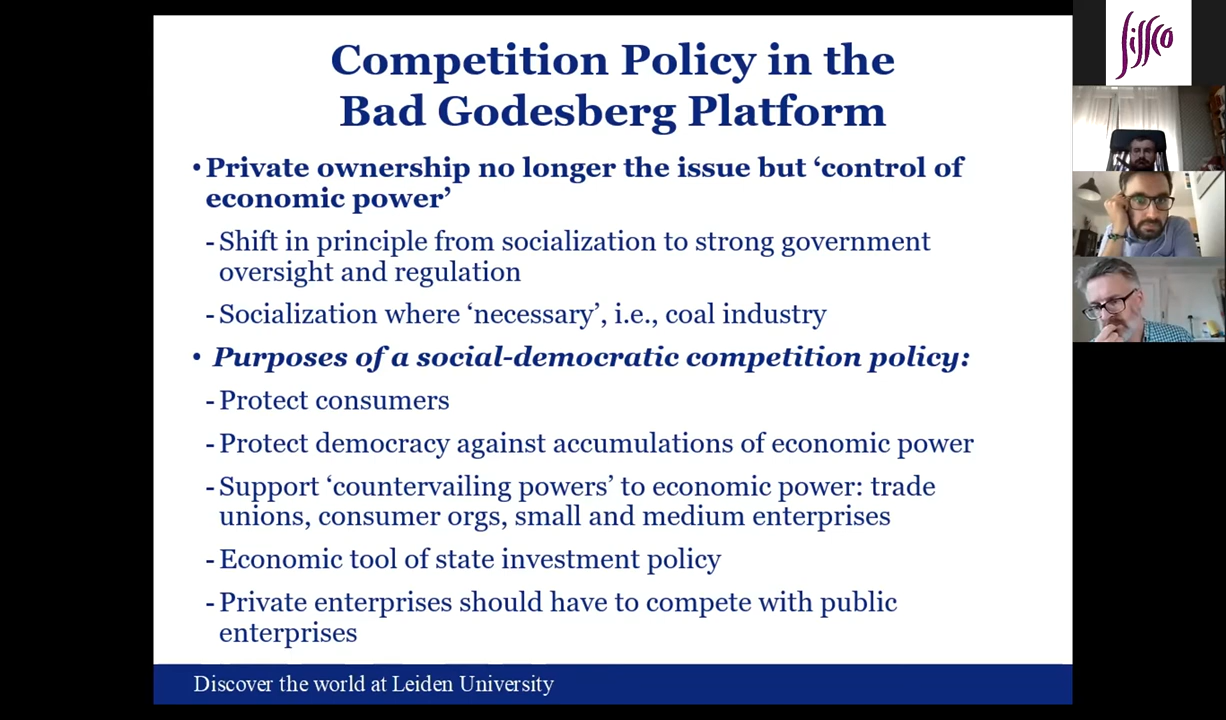 Competition Policy in the
Bad Godesberg Platform
• Private ownership no longer the issue but ‘control of
economic power’
- Shift in principle from socialization to strong government
oversight and regulation
- Socialization where ‘necessary’, i.e., coal industry
• Purposes of a social-democratic competition policy:
- Protect consumers
- Protect democracy against accumulations of economic power
- Support ‘countervailing powers’ to economic power: trade
unions, consumer orgs, small and medium enterprises
- Economic tool of state investment policy
- Private enterprises should have to compete with public
enterprises
Discover the world at Leiden University
sissco